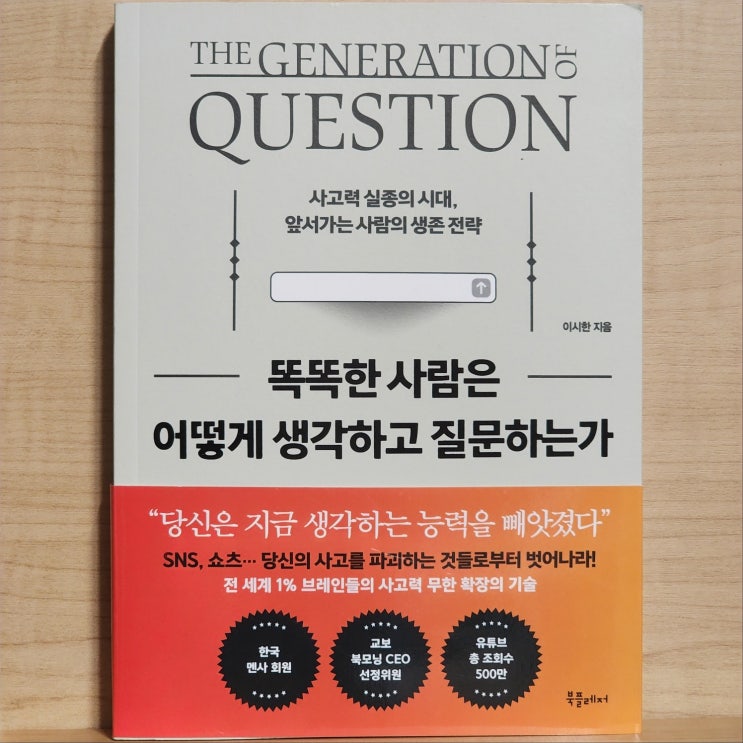 THE GENERATION OF
QUESTION
사고력 실종의 시대,
앞서가는 사람의 생존 전략
이시한 지음
똑똑한 사람은
어떻게 생각하고 질문하는가
“당신은 지금 생각하는 능력을 빼앗겼다”
SNS, 쇼츠… 당신의 사고를 파괴하는 것들로부터 벗어나라!
전 세계 1% 브레인들의 사고력 무한 확장의 기술
한국
멘사 회원
교보
북모닝 CEO
선정위원
유튜브
총 조회수
500만
북플레저